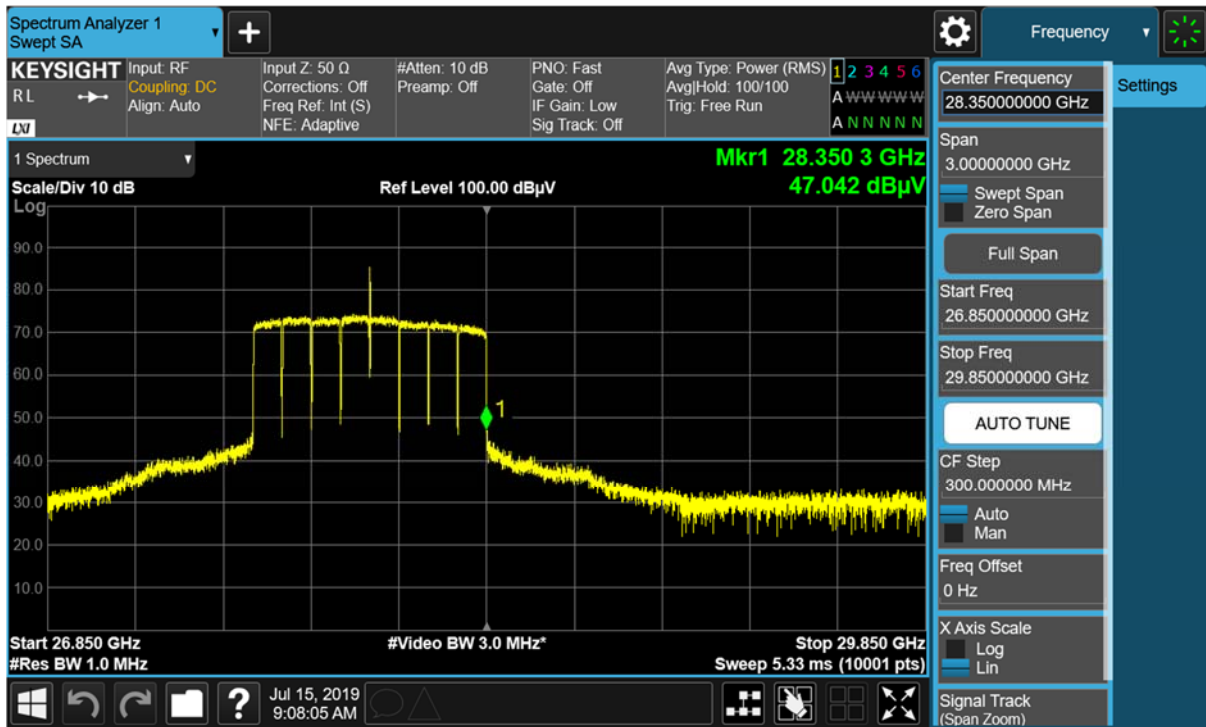 Spectrum Analyzer 1
Swept SA
Frequency
KEYSIGHT
R L
LXI
Input: RF
Coupling: DC
Align: Auto
Input Z: 50 Ω
Corrections: Off
Freq Ref: Int (S)
NFE: Adaptive
#Atten: 10 dB
Preamp: Off
PNO: Fast
Gate: Off
IF Gain: Low
Sig Track: Off
Avg Type: Power (RMS)
Avg|Hold: 100/100
Trig: Free Run
1 2 3 4 5 6
A W W W W W
A N N N N N
1 Spectrum
Scale/Div 10 dB
Ref Level 100.00 dBµV
Mkr1 28.350 3 GHz
47.042 dBµV
Log
90.0
80.0
70.0
60.0
50.0
40.0
30.0
20.0
10.0
1
Start 26.850 GHz
#Res BW 1.0 MHz
#Video BW 3.0 MHz*
Stop 29.850 GHz
Sweep 5.33 ms (10001 pts)
Center Frequency
28.350000000 GHz
Settings
Span
3.00000000 GHz
Swept Span
Zero Span
Full Span
Start Freq
26.850000000 GHz
Stop Freq
29.850000000 GHz
AUTO TUNE
CF Step
300.000000 MHz
Auto
Man
Freq Offset
0 Hz
X Axis Scale
Log
Lin
Signal Track
(Span Zoom)
?
Jul 15, 2019
9:08:05 AM